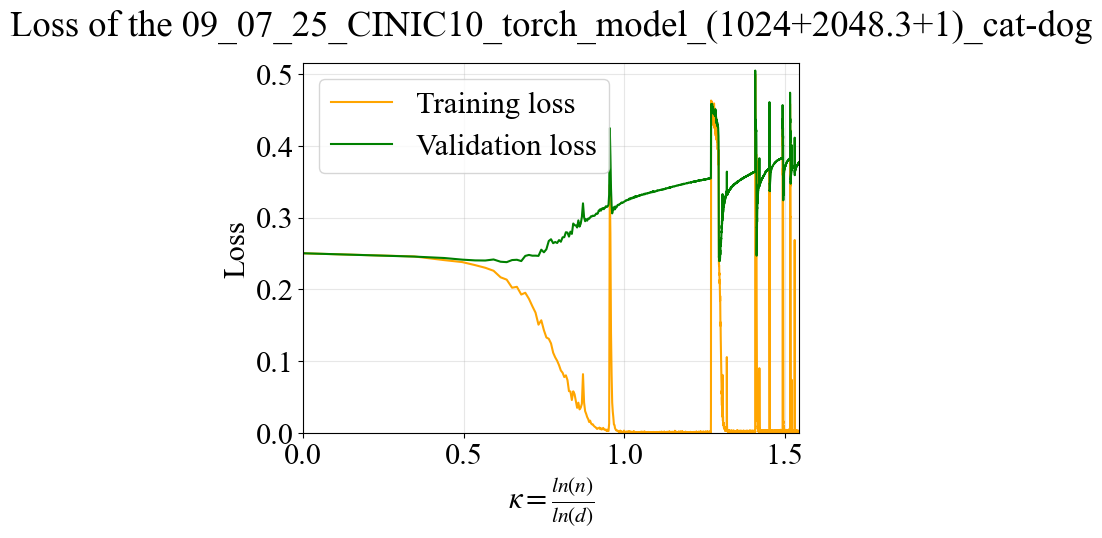 Loss of the 09_07_25_CINIC10_torch_model_(1024+2048.3+1)_cat-dog
Training loss
Validation loss
Loss
0.5
0.4
0.3
0.2
0.1
0.0
0.0 0.5 1.0 1.5
κ = ln(n)/ln(d)